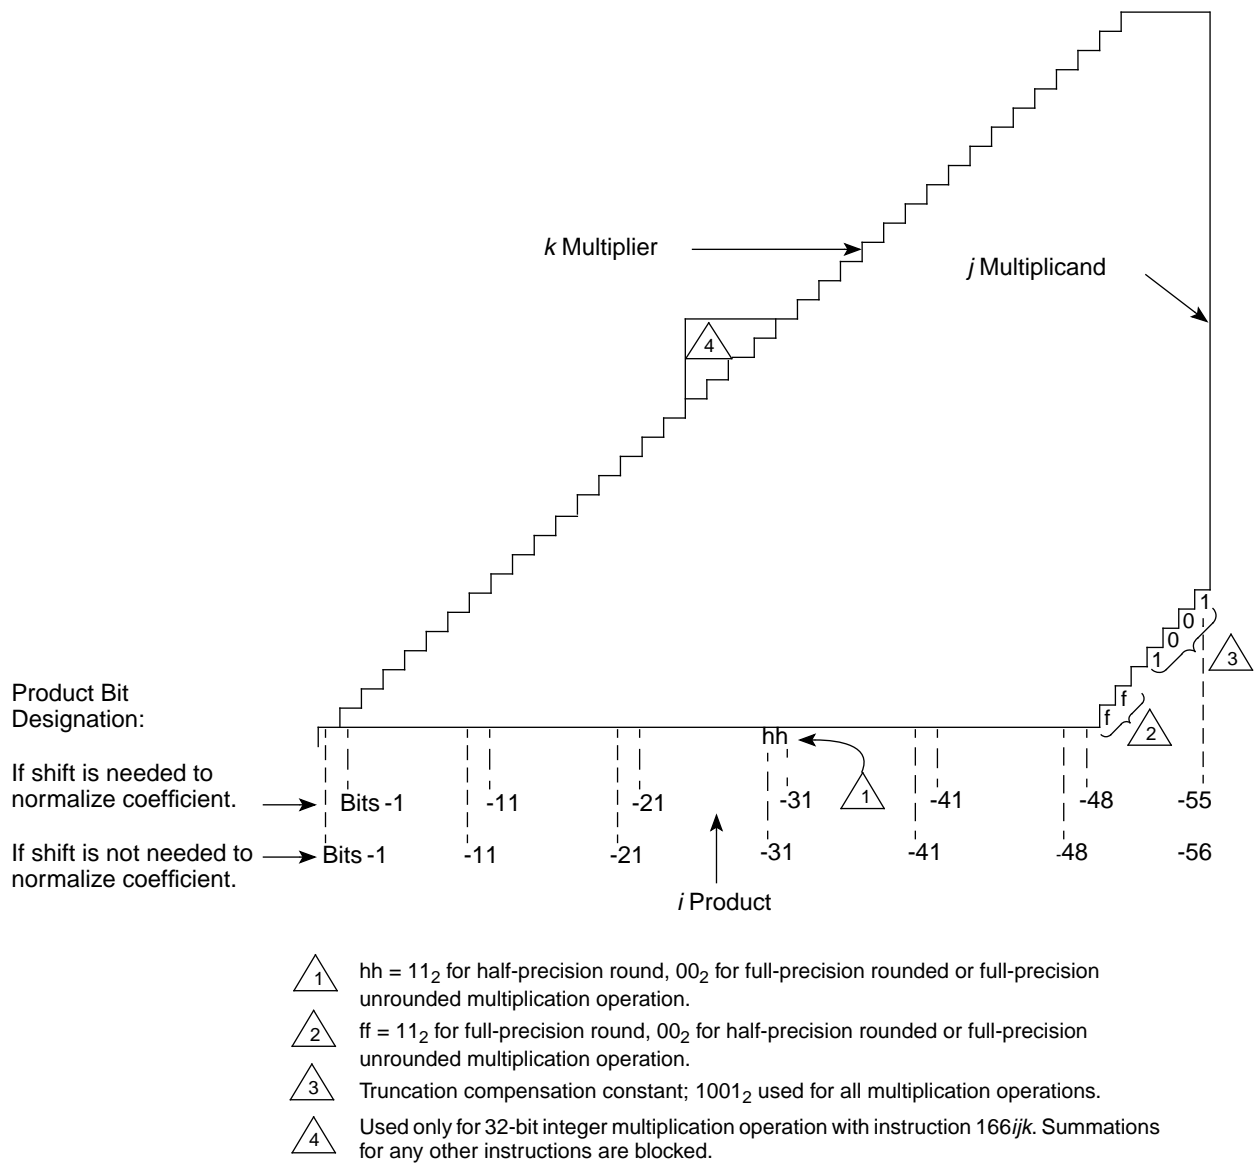 k Multiplier
j Multiplicand
4
1
0
0
1
3
f
f
2
Product Bit
Designation:
hh
If shift is needed to
normalize coefficient.
Bits -1 -11 -21 -31 1 -41 -48 -55
If shift is not needed to
normalize coefficient.
Bits -1 -11 -21 -31 -41 -48 -56
i Product
1 hh = 11₂ for half-precision round, 00₂ for full-precision rounded or full-precision
unrounded multiplication operation.
2 ff = 11₂ for full-precision round, 00₂ for half-precision rounded or full-precision
unrounded multiplication operation.
3 Truncation compensation constant; 1001₂ used for all multiplication operations.
4 Used only for 32-bit integer multiplication operation with instruction 166ijk. Summations
for any other instructions are blocked.